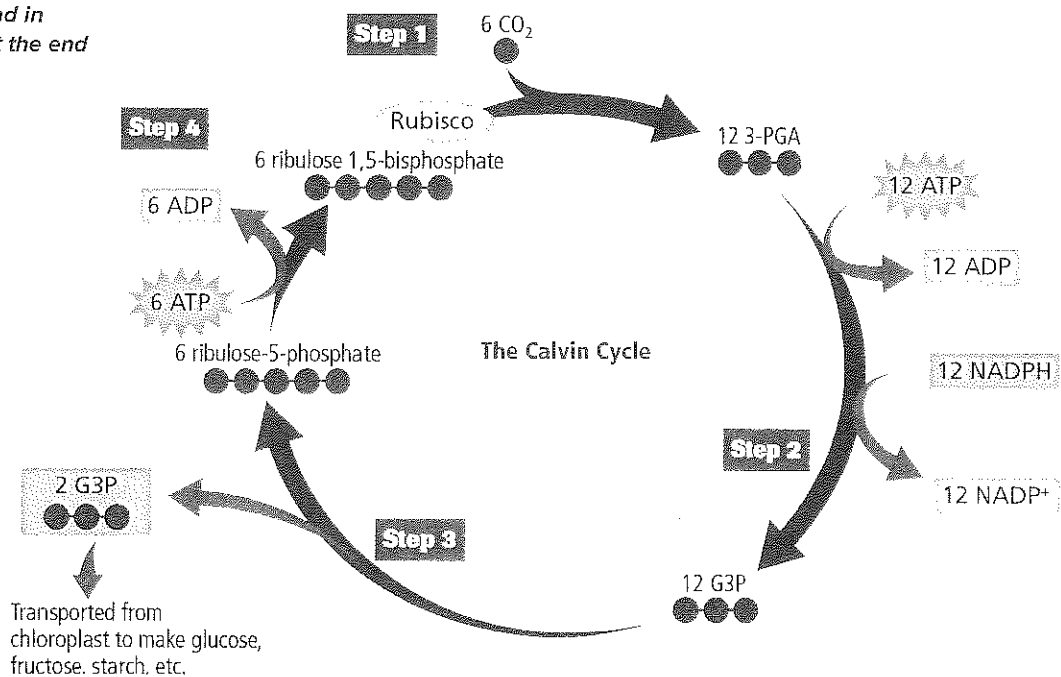 nd in
t the end
Step 1
6 CO₂
Rubisco
Step 4
6 ribulose 1,5-bisphosphate
12 3-PGA
12 ATP
6 ADP
12 ADP
6 ATP
6 ribulose-5-phosphate
The Calvin Cycle
12 NADPH
Step 2
2 G3P
12 NADP⁺
Step 3
12 G3P
Transported from
chloroplast to make glucose,
fructose, starch, etc.